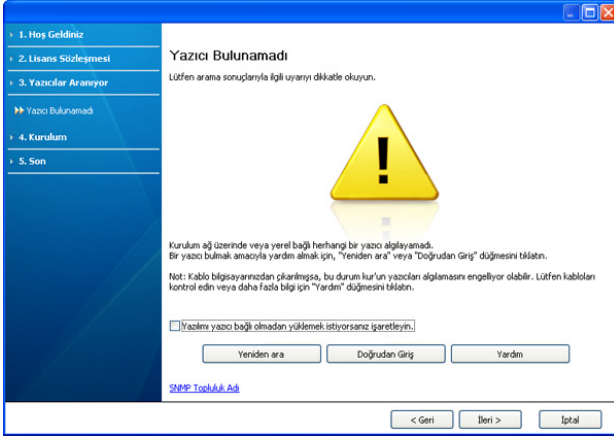 1. Hoş Geldiniz
2. Lisans Sözleşmesi
3. Yazıcılar Aranıyor
Yazıcı Bulunamadı
4. Kurulum
5. Son
Yazıcı Bulunamadı
Lütfen arama sonuçlarıyla ilgili uyarıyı dikkatle okuyun.
Kurulum ağ üzerinde veya yerel bağlı herhangi bir yazıcı algılayamadı.
Bir yazıcı bulmak amacıyla yardım almak için, "Yeniden ara" veya "Doğrudan Giriş" düğmesini tıklatın.
Not: Kablo bilgisayarınızdan çıkarılmışsa, bu durum kur'un yazıcıları algılamasını engelliyor olabilir. Lütfen kabloları
kontrol edin veya daha fazla bilgi için "Yardım" düğmesini tıklatın.
Yazılımı yazıcı bağlı olmadan yüklemek istiyorsanız işaretleyin.
Yeniden ara
Doğrudan Giriş
Yardım
SNMP Topluluk Adı
< Geri
İleri >
İptal